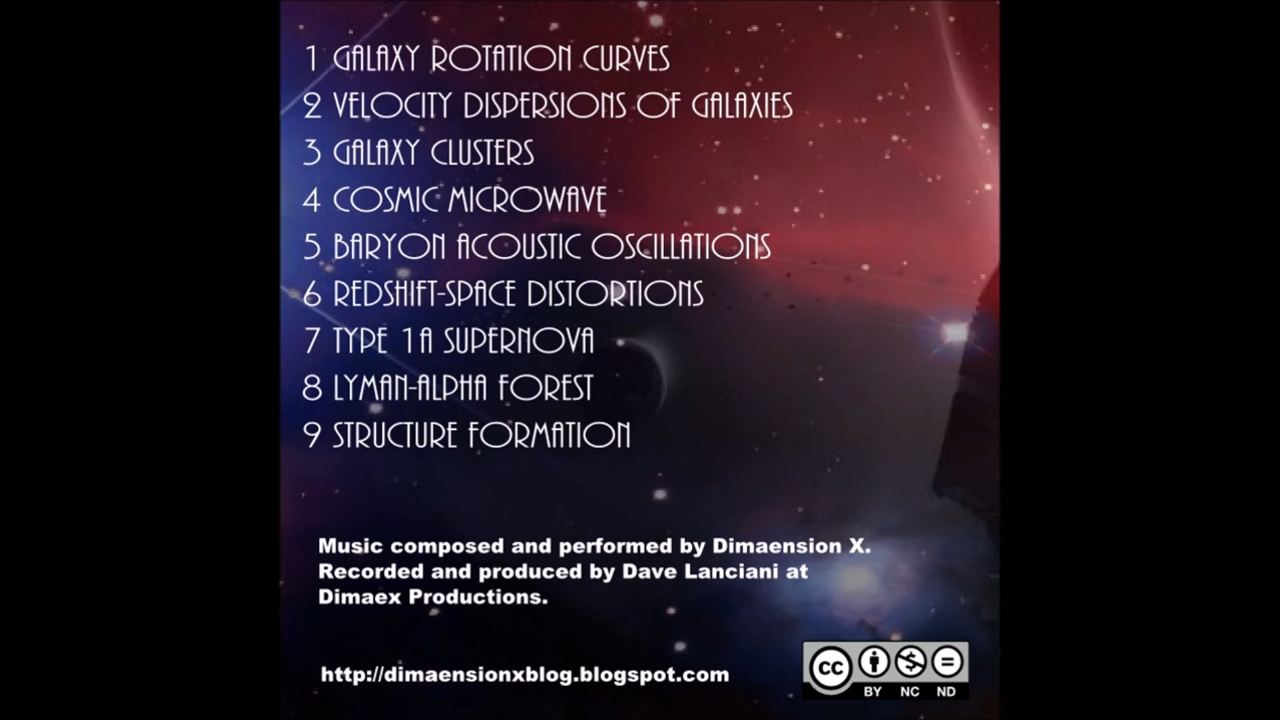 1 GALAXY ROTATION CURVES
2 VELOCITY DISPERSIONS OF GALAXIES
3 GALAXY CLUSTERS
4 COSMIC MICROWAVE
5 BARYON ACOUSTIC OSCILLATIONS
6 REDSHIFT-SPACE DISTORTIONS
7 TYPE 1A SUPERNOVA
8 LYMAN-ALPHA FOREST
9 STRUCTURE FORMATION
Music composed and performed by Dimaension X.
Recorded and produced by Dave Lanciani at
Dimaex Productions.
http://dimaensionxblog.blogspot.com
cc
BY NC ND